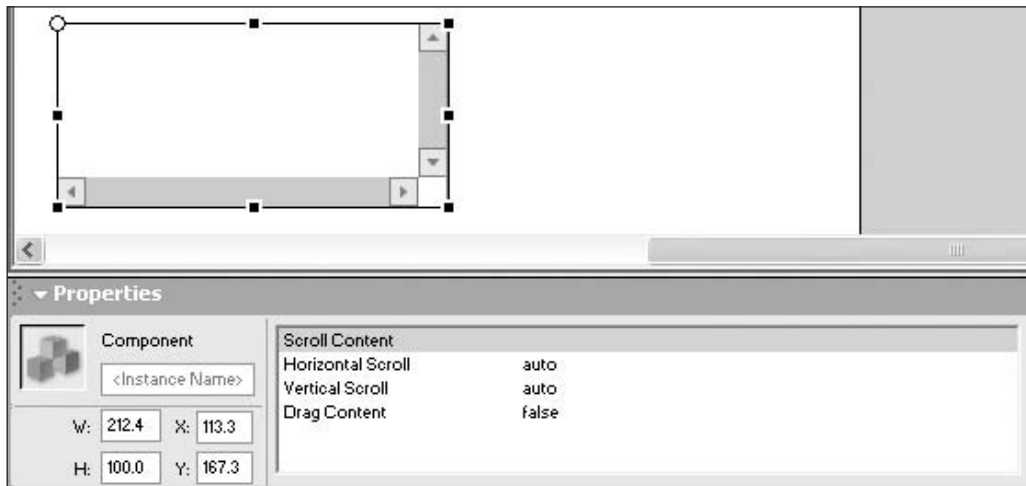 Properties
Component
<Instance Name>
W: 212.4 X: 113.3
H: 100.0 Y: 167.3
Scroll Content
Horizontal Scroll auto
Vertical Scroll auto
Drag Content false